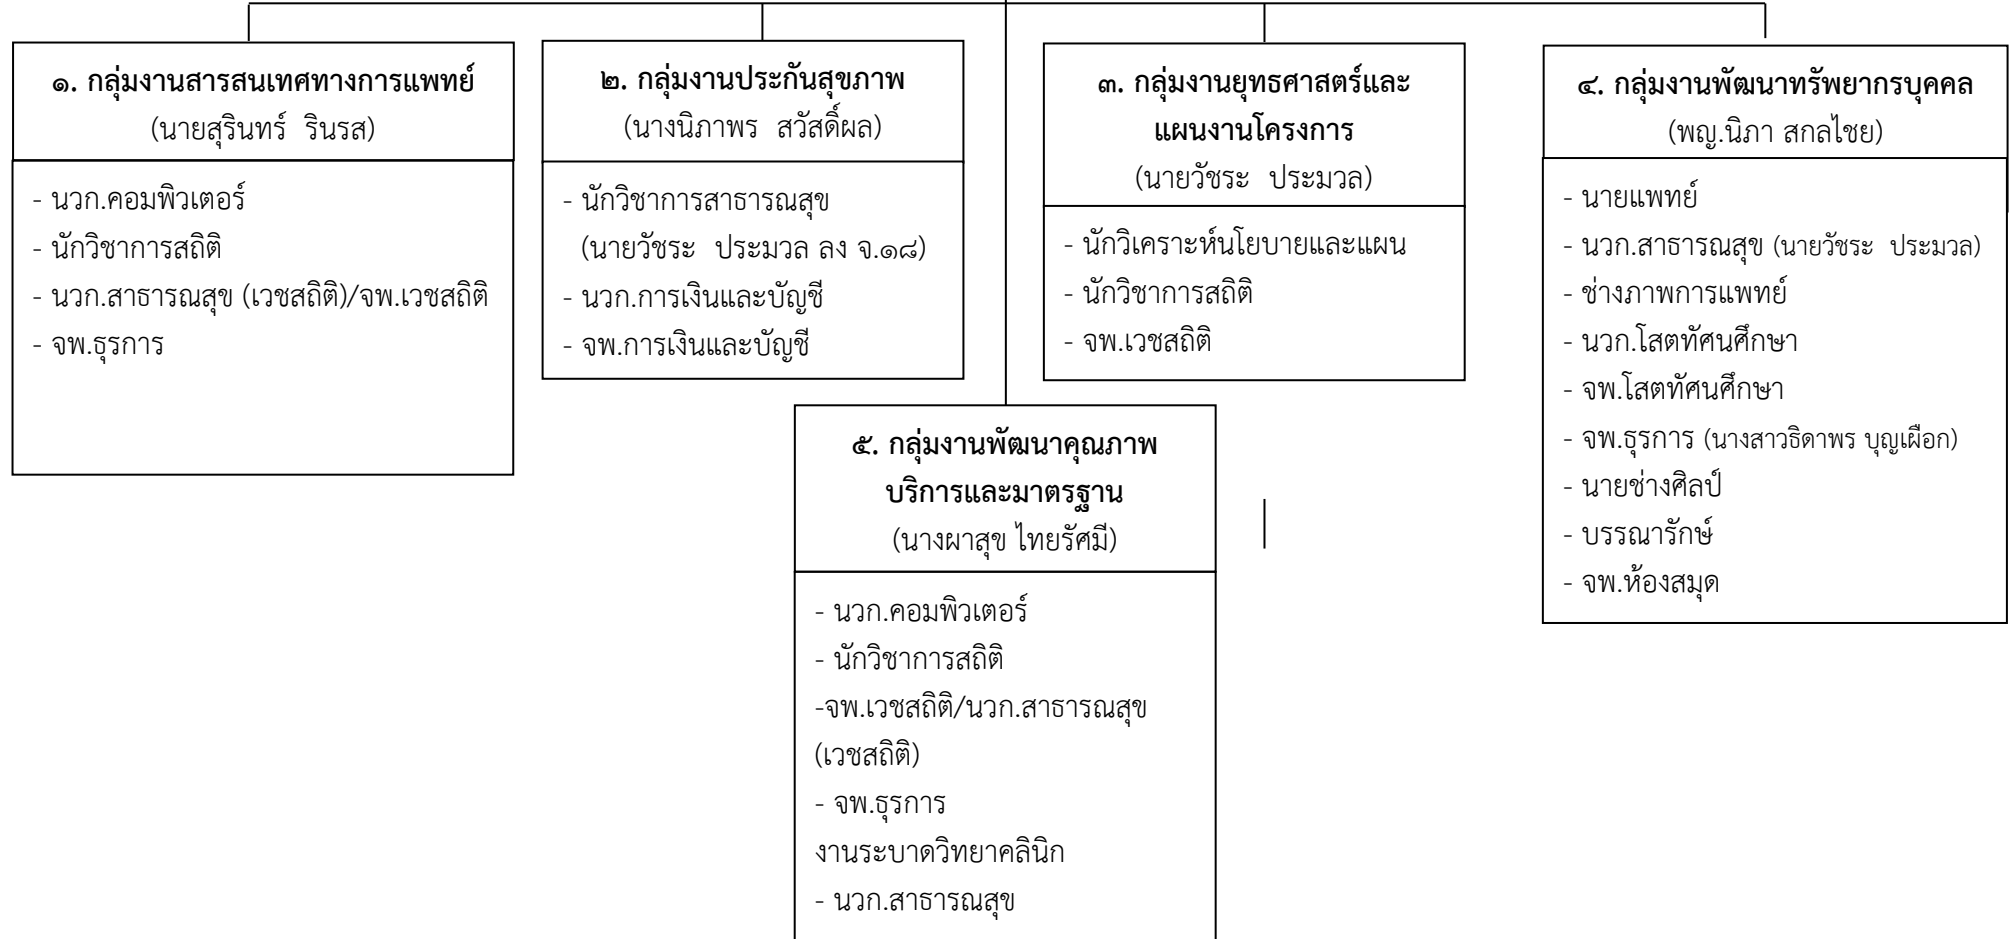 ๑. กลุ่มงานสารสนเทศทางการแพทย์
(นายสุรินทร์  รินรส)
- นวก.คอมพิวเตอร์
- นักวิชาการสถิติ
- นวก.สาธารณสุข (เวชสถิติ)/จพ.เวชสถิติ
- จพ.ธุรการ
๒. กลุ่มงานประกันสุขภาพ
(นางนิภาพร  สวัสดิ์ผล)
- นักวิชาการสาธารณสุข
(นายวัชระ  ประมวล ลง จ.๑๘)
- นวก.การเงินและบัญชี
- จพ.การเงินและบัญชี
๓. กลุ่มงานยุทธศาสตร์และ
แผนงานโครงการ
(นายวัชระ  ประมวล)
- นักวิเคราะห์นโยบายและแผน
- นักวิชาการสถิติ
- จพ.เวชสถิติ
๔. กลุ่มงานพัฒนาทรัพยากรบุคคล
(พญ.นิภา สกลไชย)
- นายแพทย์
- นวก.สาธารณสุข (นายวัชระ  ประมวล)
- ช่างภาพการแพทย์
- นวก.โสตทัศนศึกษา
- จพ.โสตทัศนศึกษา
- จพ.ธุรการ (นางสาวธิดาพร บุญเผือก)
- นายช่างศิลป์
- บรรณารักษ์
- จพ.ห้องสมุด
๕. กลุ่มงานพัฒนาคุณภาพ
บริการและมาตรฐาน
(นางผาสุข ไทยรัศมี)
- นวก.คอมพิวเตอร์
- นักวิชาการสถิติ
-จพ.เวชสถิติ/นวก.สาธารณสุข
(เวชสถิติ)
- จพ.ธุรการ
งานระบาดวิทยาคลินิก
- นวก.สาธารณสุข